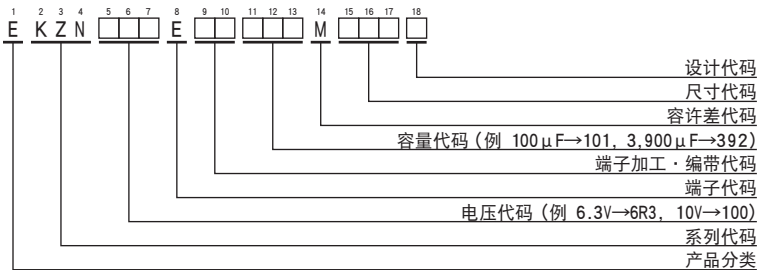 1 2 3 4 5 6 7 8 9 10 11 12 13 14 15 16 17 18
E KZN □□□ E □□ □□□ M □□□ □
设计代码
尺寸代码
容许差代码
容量代码 (例 100μF→101, 3,900μF→392)
端子加工・编带代码
端子代码
电压代码 (例 6.3V→6R3, 10V→100)
系列代码
产品分类